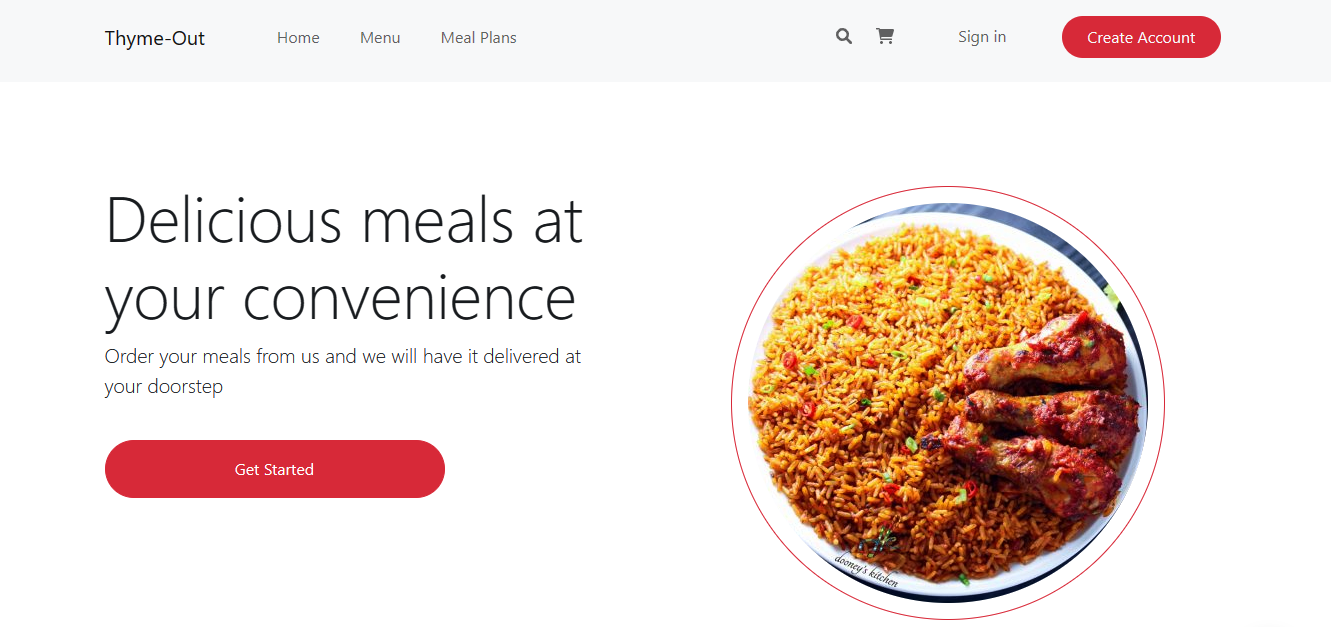 Thyme-Out
Home
Menu
Meal Plans
Sign in
Create Account
Delicious meals at
your convenience
Order your meals from us and we will have it delivered at
your doorstep
Get Started
dooney's kitchen